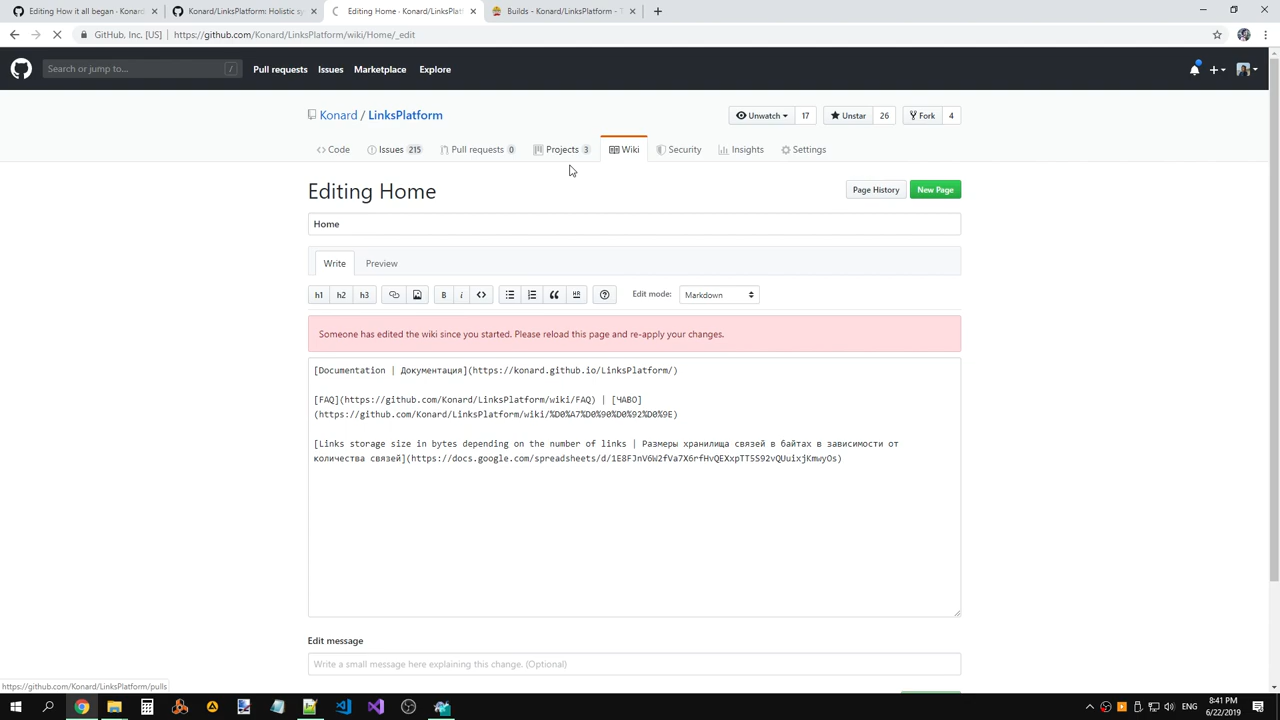 Editing How it all began · Konard
Konard/LinksPlatform: Holistic sy
Editing Home · Konard/LinksPlatf
Builds - Konard/LinksPlatform - T
GitHub, Inc. [US] | https://github.com/Konard/LinksPlatform/wiki/Home/_edit
Search or jump to... /
Pull requests Issues Marketplace Explore
Konard / LinksPlatform
Unwatch 17 Unstar 26 Fork 4
Code Issues 215 Pull requests 0 Projects 3 Wiki Security Insights Settings
Editing Home
Page History New Page
Home
Write Preview
h1 h2 h3 B i <> HR Edit mode: Markdown
Someone has edited the wiki since you started. Please reload this page and re-apply your changes.
[Documentation | Документация](https://konard.github.io/LinksPlatform/)
[FAQ](https://github.com/Konard/LinksPlatform/wiki/FAQ) | [ЧАВО]
(https://github.com/Konard/LinksPlatform/wiki/%D0%A7%D0%90%D0%92%D0%9E)
[Links storage size in bytes depending on the number of links | Размеры хранилища связей в байтах в зависимости от
количества связей](https://docs.google.com/spreadsheets/d/1E8FJnV6W2fVa7X6rfHvQEXxpTT5S92vQUuixjKmwyOs)
Edit message
Write a small message here explaining this change. (Optional)
https://github.com/Konard/LinksPlatform/pulls
ENG
8:41 PM
6/22/2019